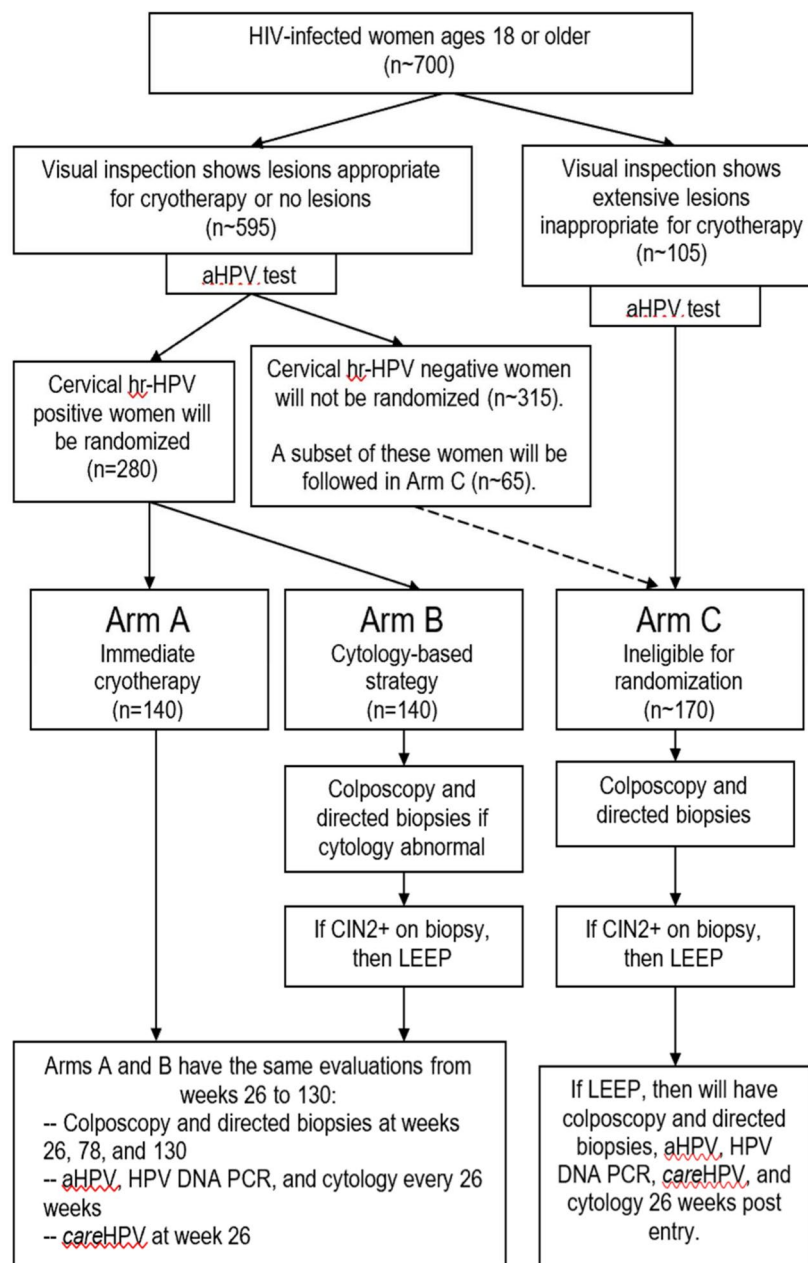 HIV-infected women ages 18 or older
(n~700)
Visual inspection shows lesions appropriate
for cryotherapy or no lesions
(n~595)
aHPV test
Visual inspection shows
extensive lesions
inappropriate for cryotherapy
(n~105)
aHPV test
Cervical hr-HPV
positive women will
be randomized
(n=280)
Cervical hr-HPV negative women
will not be randomized (n~315).
A subset of these women will be
followed in Arm C (n~65).
Arm A
Immediate
cryotherapy
(n=140)
Arm B
Cytology-based
strategy
(n=140)
Arm C
Ineligible for
randomization
(n~170)
Colposcopy and
directed biopsies if
cytology abnormal
Colposcopy and
directed biopsies
If CIN2+ on biopsy,
then LEEP
If CIN2+ on biopsy,
then LEEP
Arms A and B have the same evaluations from
weeks 26 to 130:
-- Colposcopy and directed biopsies at weeks
26, 78, and 130
-- aHPV, HPV DNA PCR, and cytology every 26
weeks
-- careHPV at week 26
If LEEP, then will have
colposcopy and directed
biopsies, aHPV, HPV
DNA PCR, careHPV, and
cytology 26 weeks post
entry.